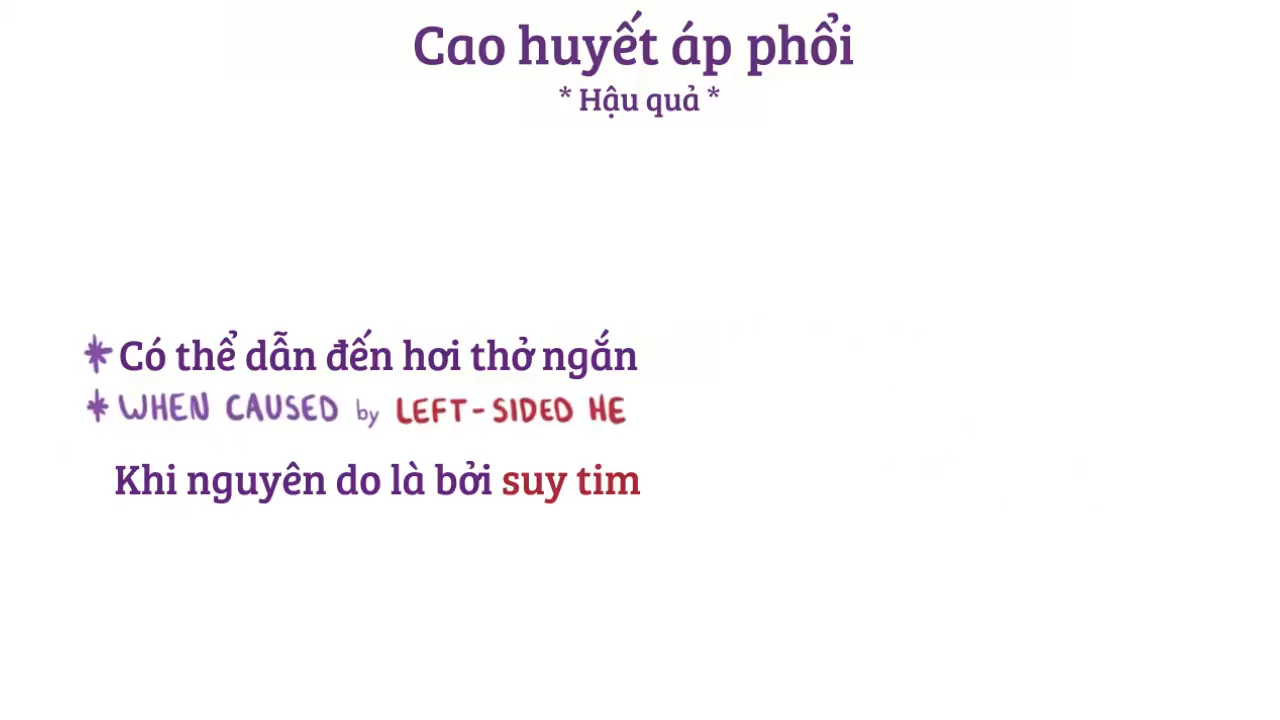 Cao huyết áp phổi
* Hậu quả *
* Có thể dẫn đến hơi thở ngắn
* WHEN CAUSED by LEFT-SIDED HE
Khi nguyên do là bởi suy tim